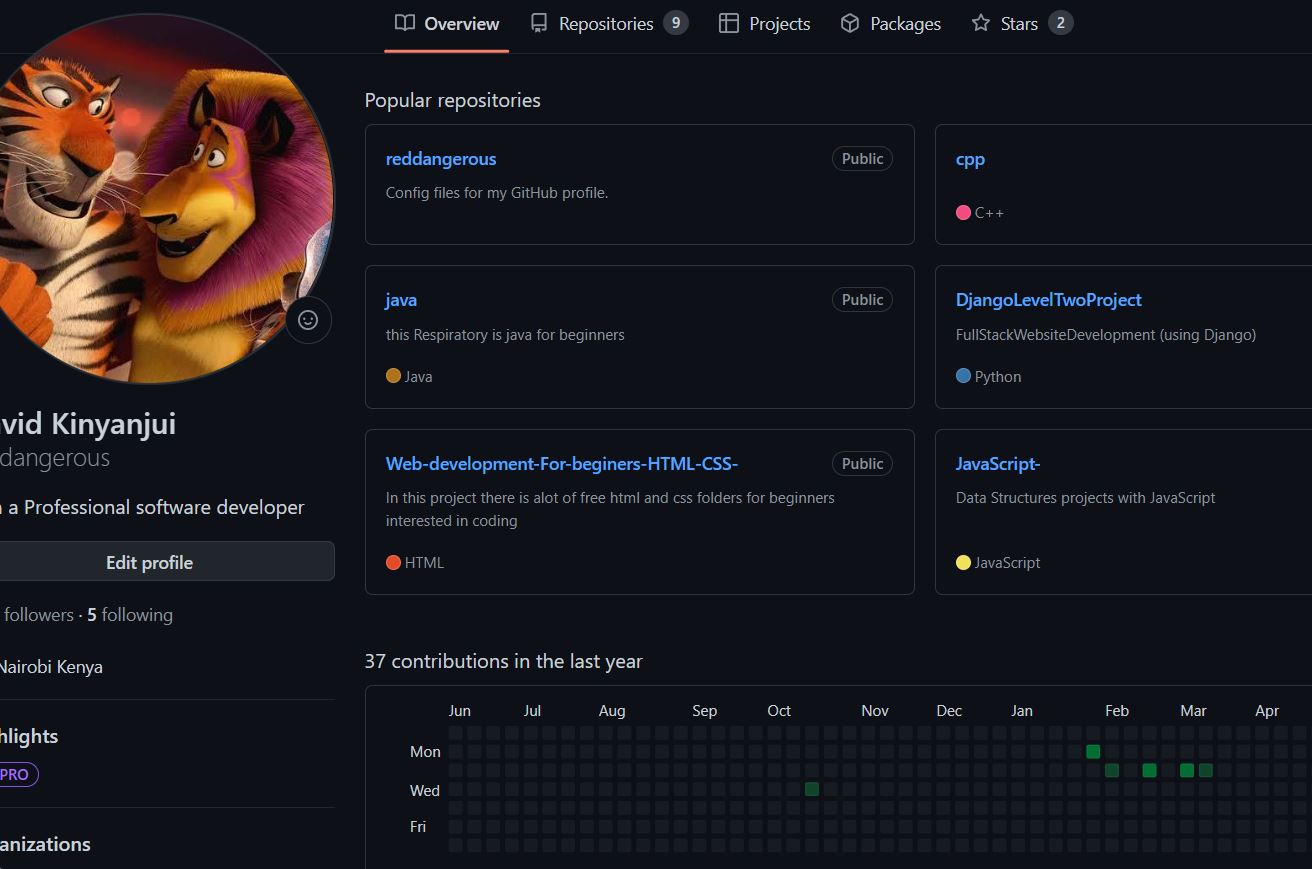 Overview Repositories 9 Projects Packages Stars 2
Popular repositories
reddangerous Public
Config files for my GitHub profile.
cpp
C++
java Public
this Respiratory is java for beginners
Java
DjangoLevelTwoProject
FullStackWebsiteDevelopment (using Django)
Python
Web-development-For-beginers-HTML-CSS- Public
In this project there is alot of free html and css folders for beginners
interested in coding
HTML
JavaScript-
Data Structures projects with JavaScript
JavaScript
vid Kinyanjui
dangerous
a Professional software developer
Edit profile
followers · 5 following
Nairobi Kenya
hlights
PRO
anizations
37 contributions in the last year
Jun Jul Aug Sep Oct Nov Dec Jan Feb Mar Apr
Mon
Wed
Fri